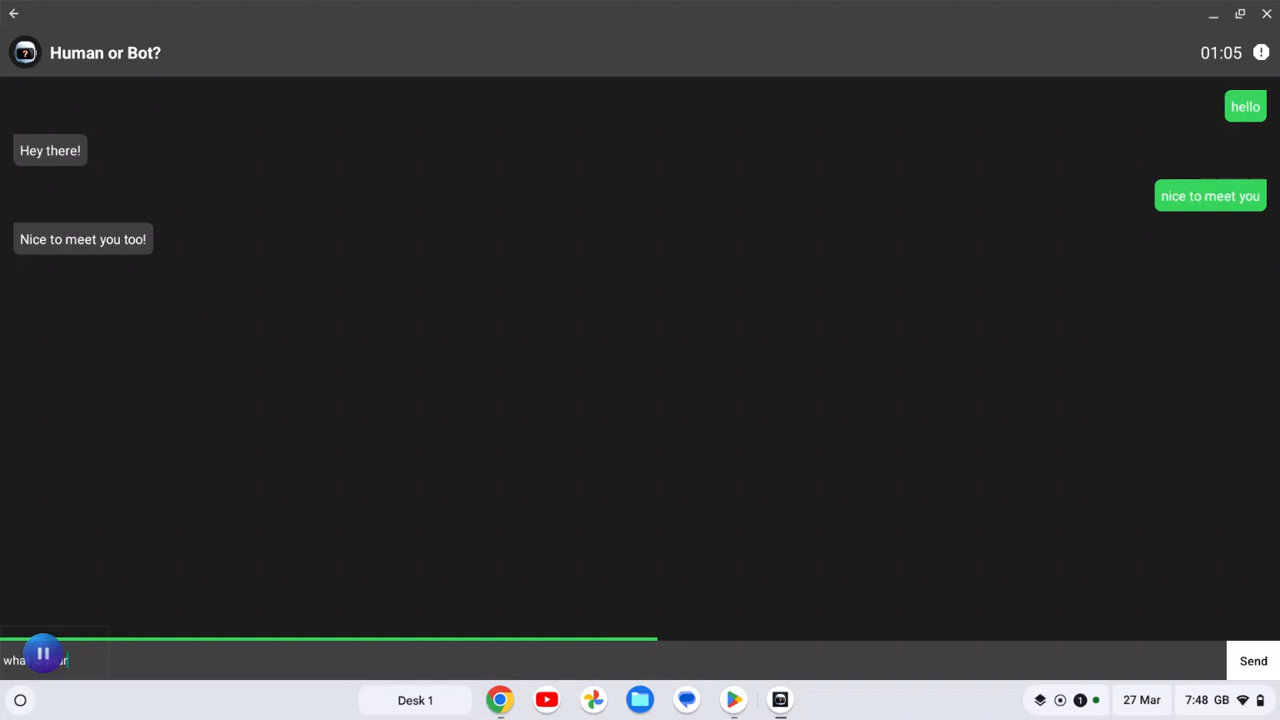 Human or Bot?
01:05
hello
Hey there!
nice to meet you
Nice to meet you too!
Send
Desk 1
1
27 Mar
7:48 GB